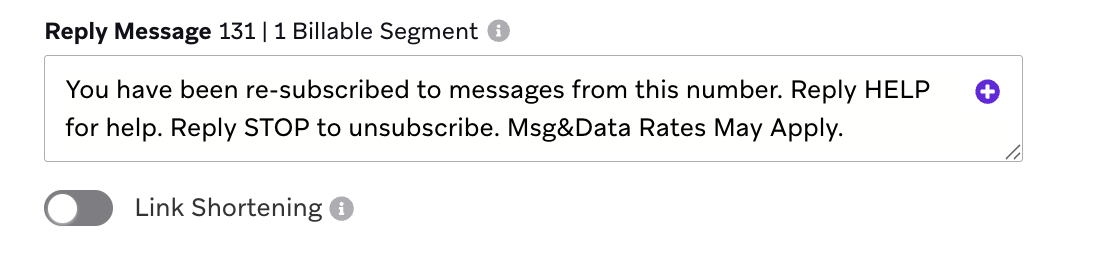 Reply Message 131 | 1 Billable Segment
You have been re-subscribed to messages from this number. Reply HELP
for help. Reply STOP to unsubscribe. Msg&Data Rates May Apply.
Link Shortening